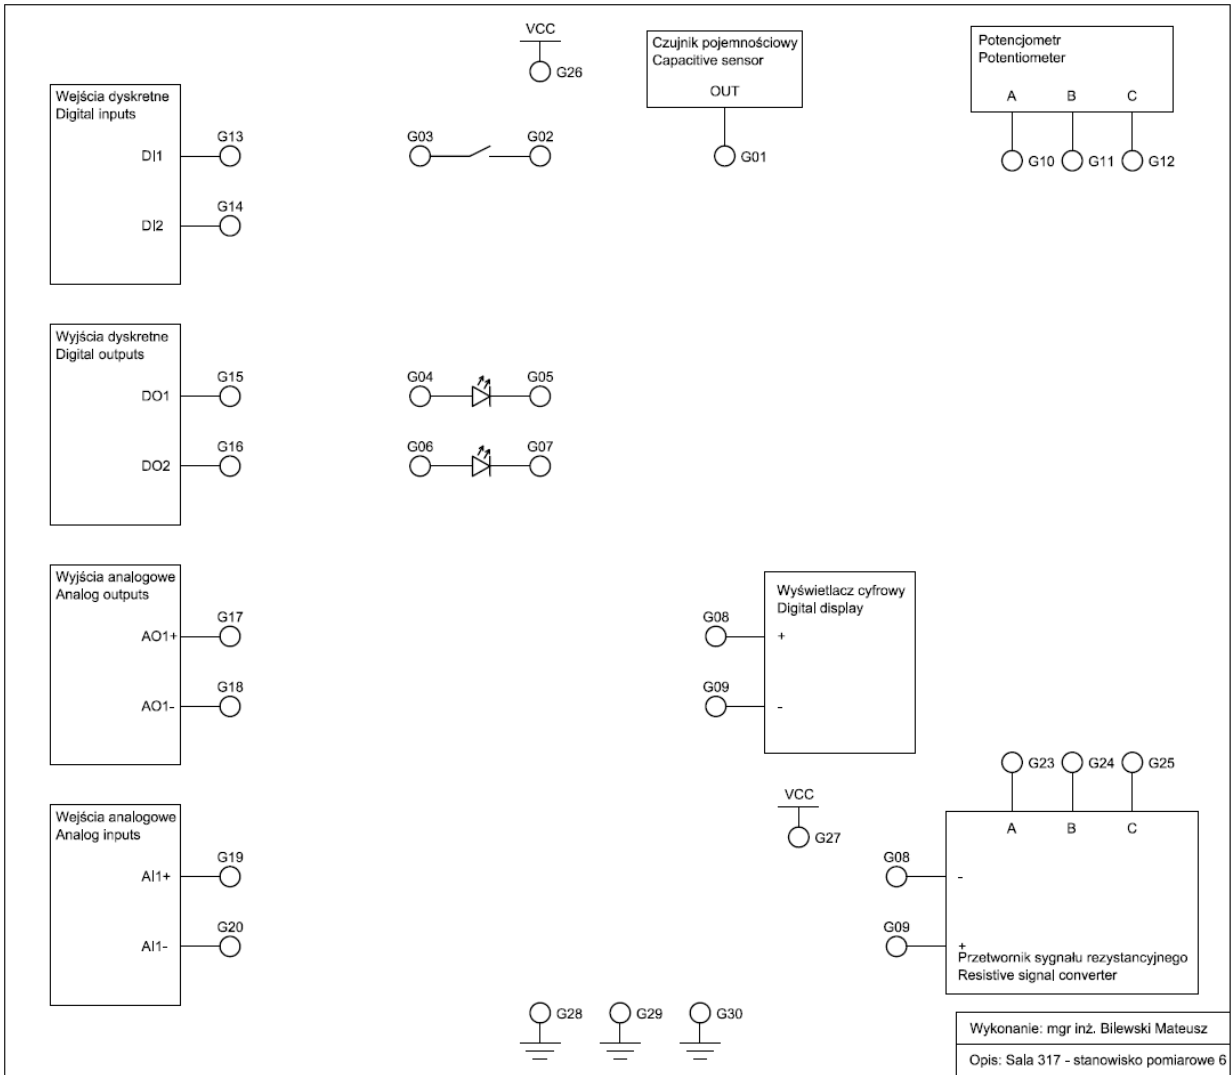 VCC
G26
Czujnik pojemnościowy
Capacitive sensor
OUT
G01
Potencjometr
Potentiometer
A B C
G10 G11 G12
Wejścia dyskretne
Digital inputs
DI1
G13
DI2
G14
G03
G02
Wyjścia dyskretne
Digital outputs
DO1
G15
DO2
G16
G04
G05
G06
G07
Wyjścia analogowe
Analog outputs
AO1+
G17
AO1-
G18
Wyświetlacz cyfrowy
Digital display
G08
+
G09
-
VCC
G27
G23 G24 G25
A B C
G08
-
G09
+
Przetwornik sygnału rezystancyjnego
Resistive signal converter
Wejścia analogowe
Analog inputs
AI1+
G19
AI1-
G20
G28 G29 G30
Wykonanie: mgr inż. Bilewski Mateusz
Opis: Sala 317 - stanowisko pomiarowe 6